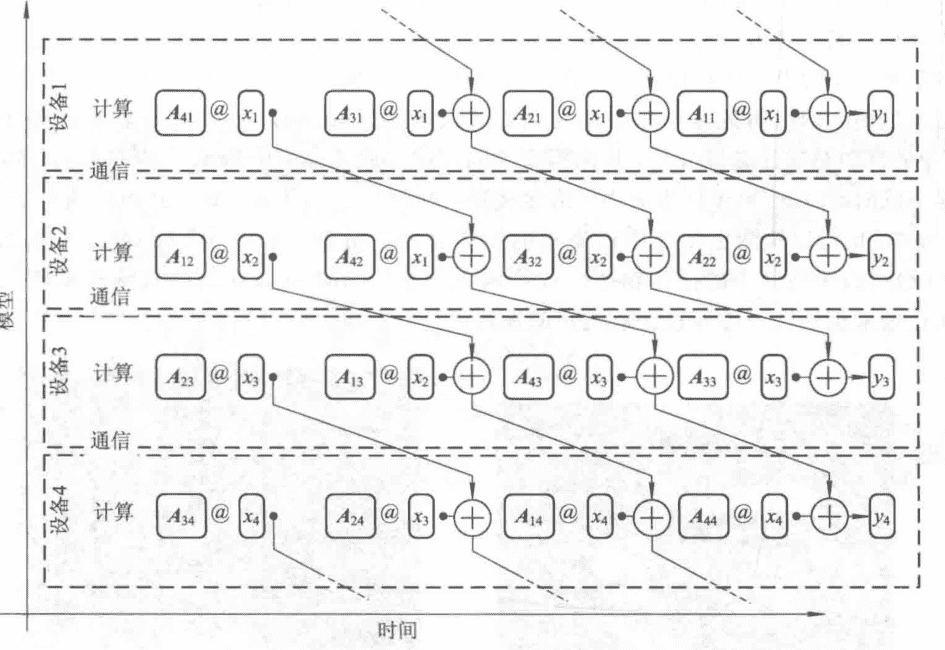 设备1
计算 A41 @ x1 A31 @ x1 + A21 @ x1 + A11 @ x1 + y1
通信
设备2
计算 A12 @ x2 A42 @ x1 + A32 @ x2 + A22 @ x2 + y2
通信
设备3
计算 A23 @ x3 A13 @ x2 + A43 @ x3 + A33 @ x3 + y3
通信
设备4
计算 A34 @ x4 A24 @ x3 + A14 @ x4 + A44 @ x4 + y4
模型
时间